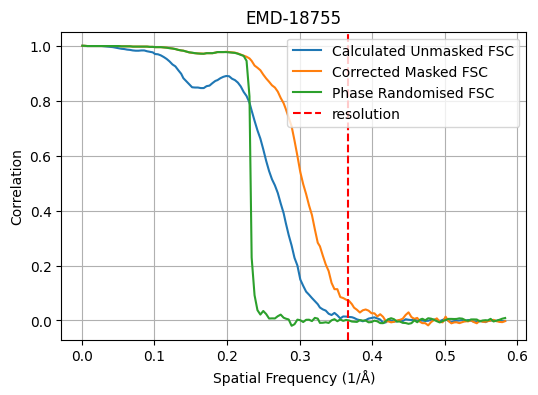 EMD-18755
Calculated Unmasked FSC
Corrected Masked FSC
Phase Randomised FSC
resolution
Correlation
1.0
0.8
0.6
0.4
0.2
0.0
0.0 0.1 0.2 0.3 0.4 0.5 0.6
Spatial Frequency (1/Å)